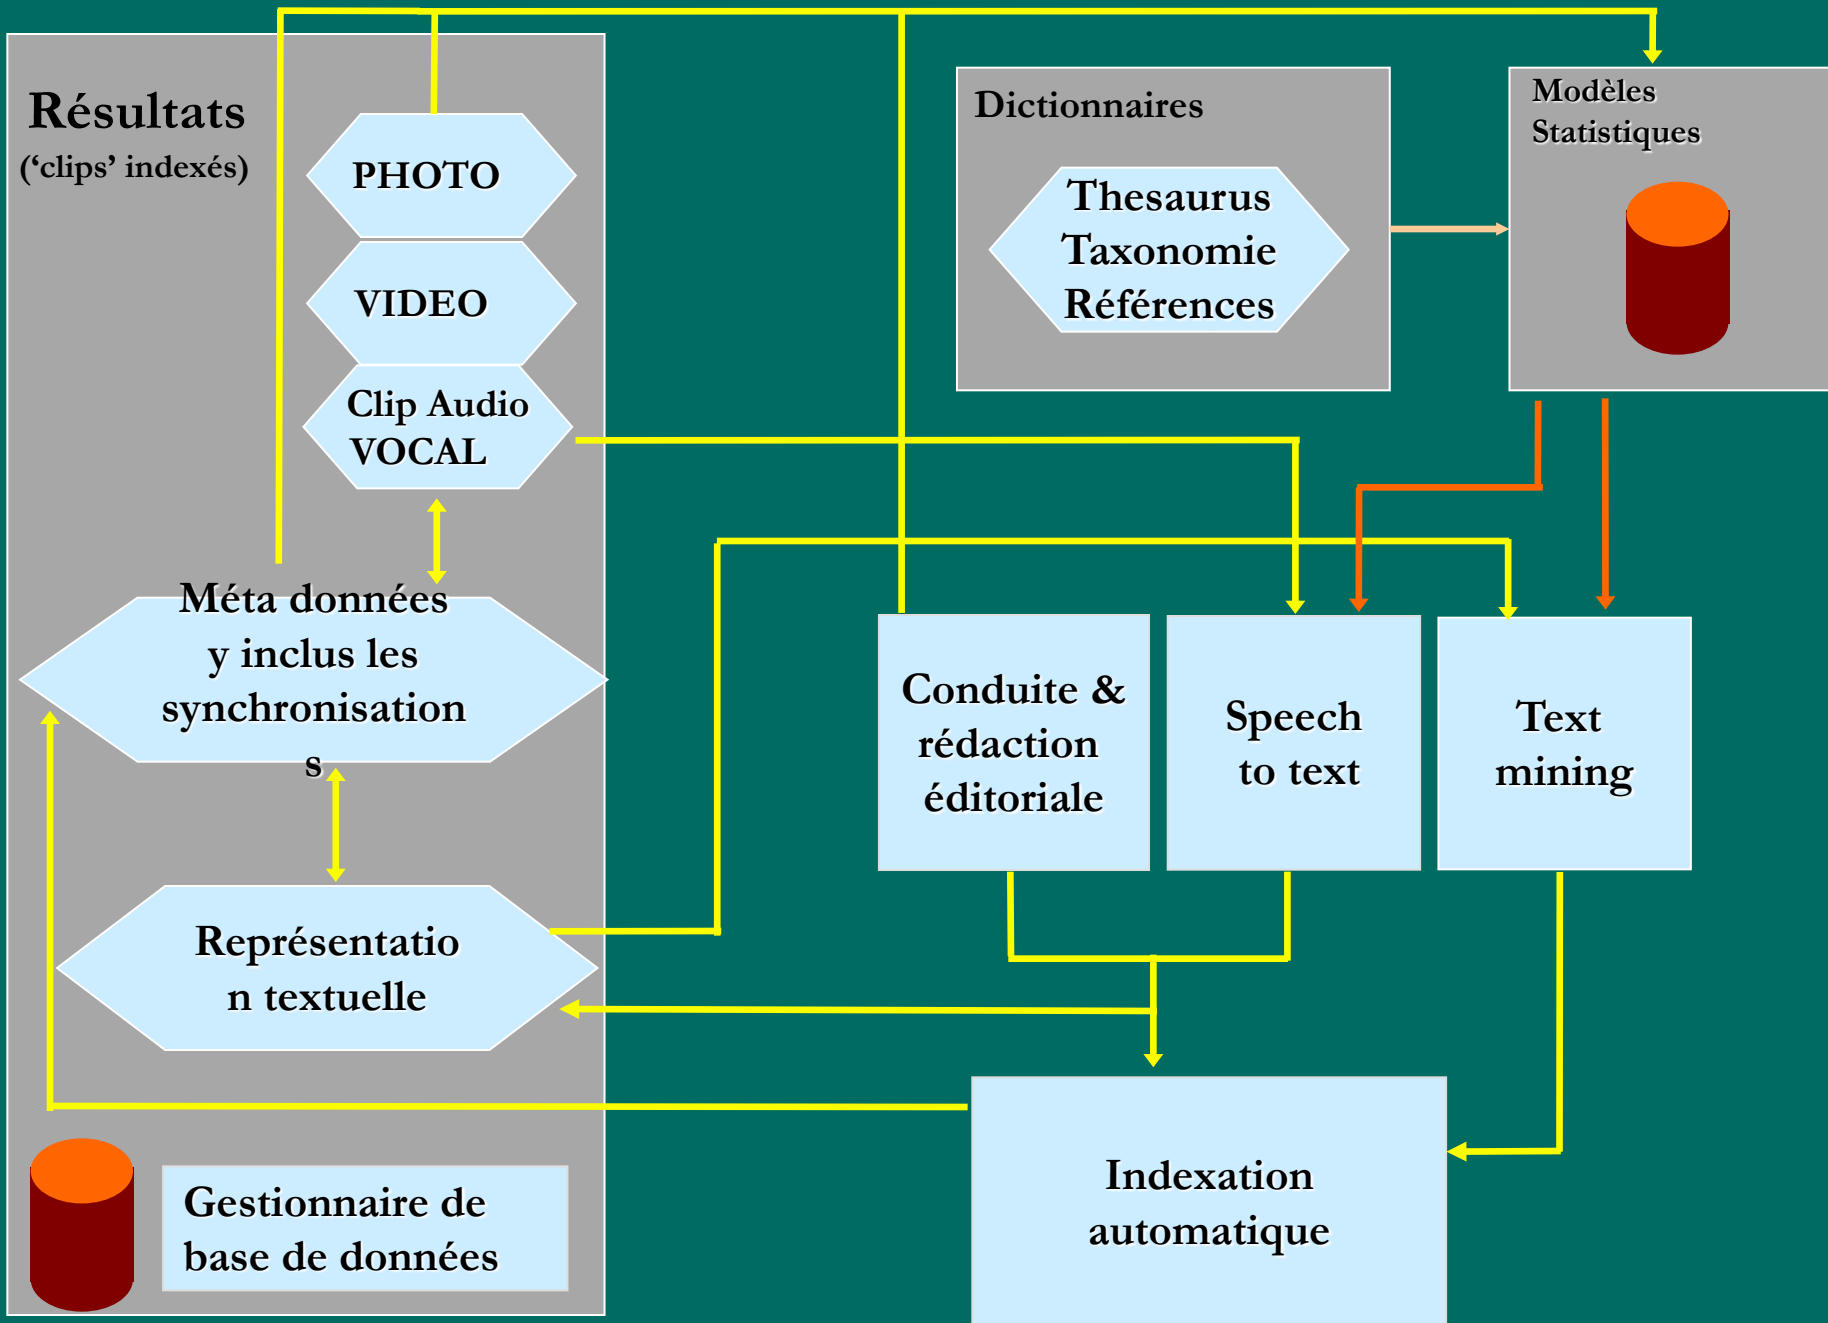 Résultats
(‘clips’ indexés)
PHOTO
VIDEO
Clip Audio
VOCAL
Méta données
y inclus les
synchronisation
s
Représentatio
n textuelle
Gestionnaire de
base de données
Dictionnaires
Thesaurus
Taxonomie
Références
Modèles
Statistiques
Conduite &
rédaction
éditoriale
Speech
to text
Text
mining
Indexation
automatique